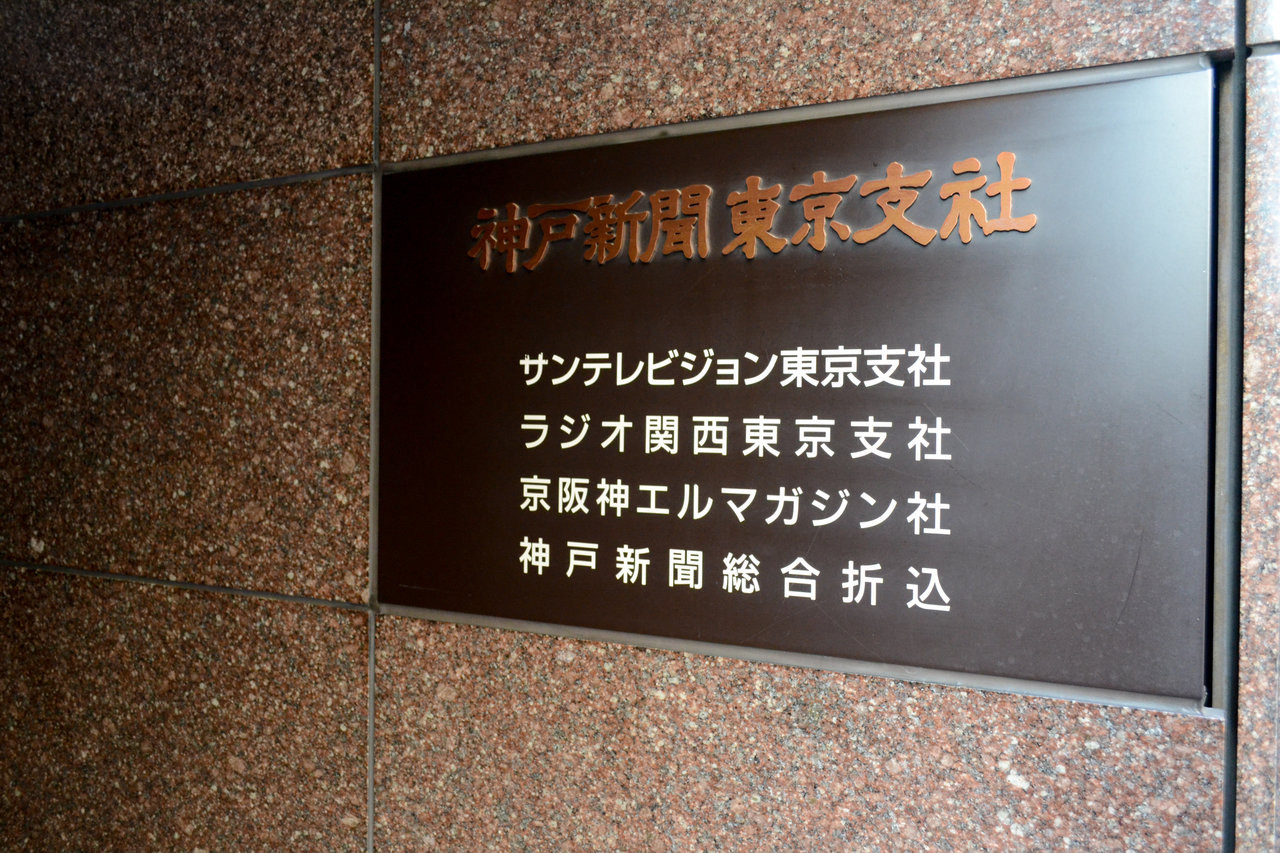 神戸新聞東京支社
サンテレビジョン東京支社
ラジオ関西東京支社
京阪神エルマガジン社
神戸新聞総合折込